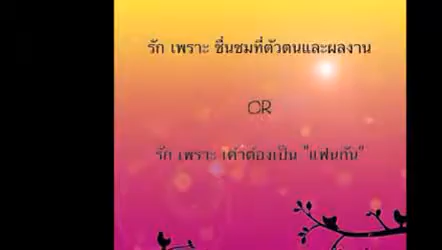 รัก เพราะ ชื่นชมที่ตัวตนและผลงาน
OR
รัก เพราะ เค้าต้องเป็น "แฟนกัน"